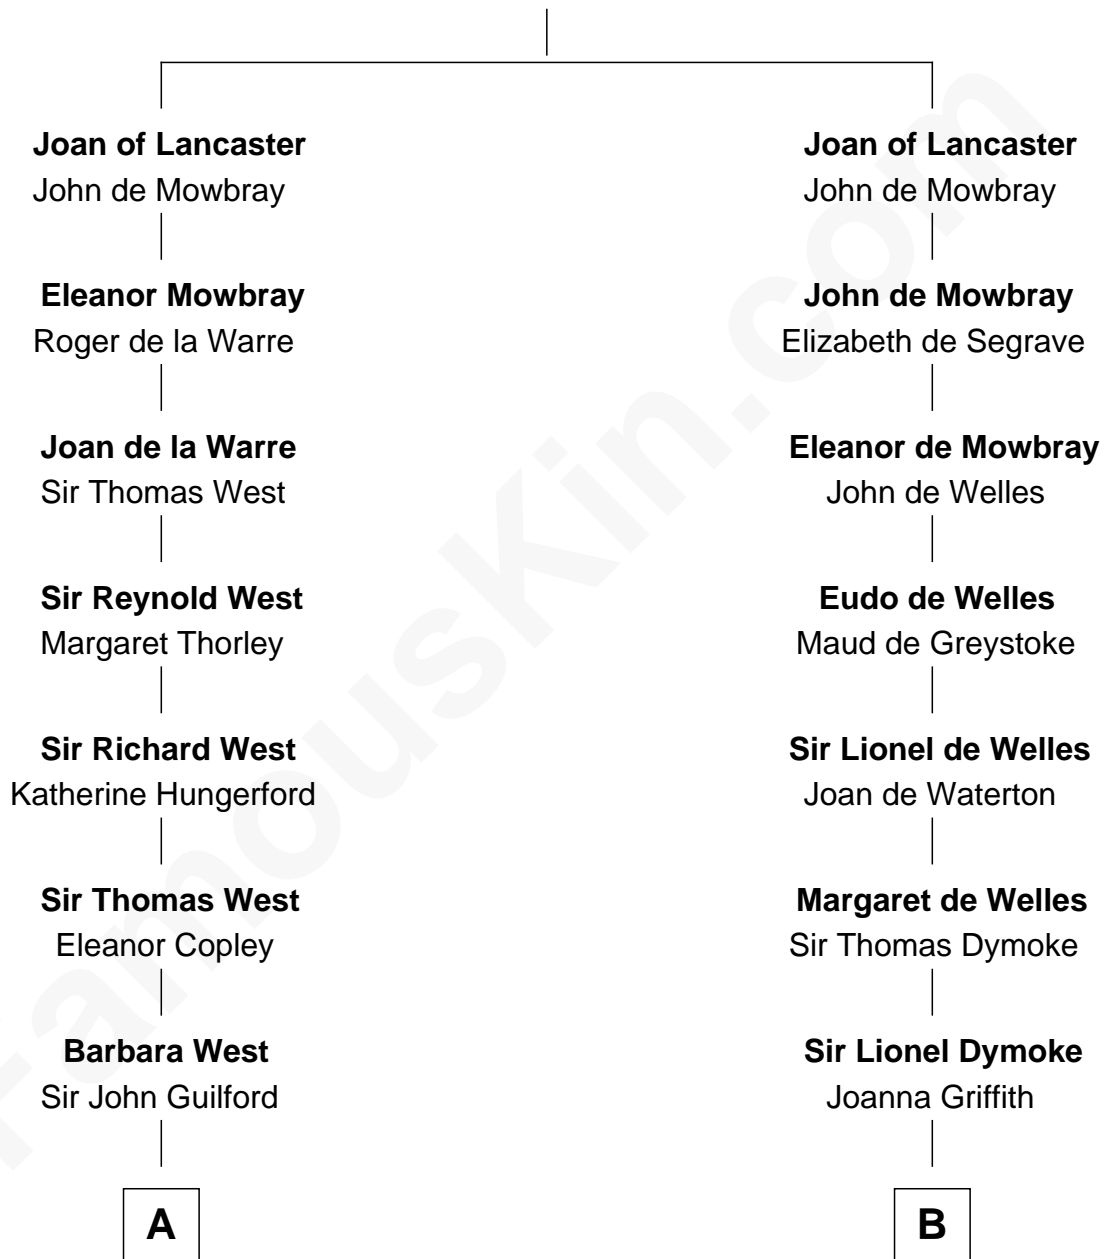 Joan of Lancaster
John de Mowbray
Eleanor Mowbray
Roger de la Warre
Joan de la Warre
Sir Thomas West
Sir Reynold West
Margaret Thorley
Sir Richard West
Katherine Hungerford
Sir Thomas West
Eleanor Copley
Barbara West
Sir John Guilford
A
Joan of Lancaster
John de Mowbray
John de Mowbray
Elizabeth de Segrave
Eleanor de Mowbray
John de Welles
Eudo de Welles
Maud de Greystoke
Sir Lionel de Welles
Joan de Waterton
Margaret de Welles
Sir Thomas Dymoke
Sir Lionel Dymoke
Joanna Griffith
B
FamousKin.com